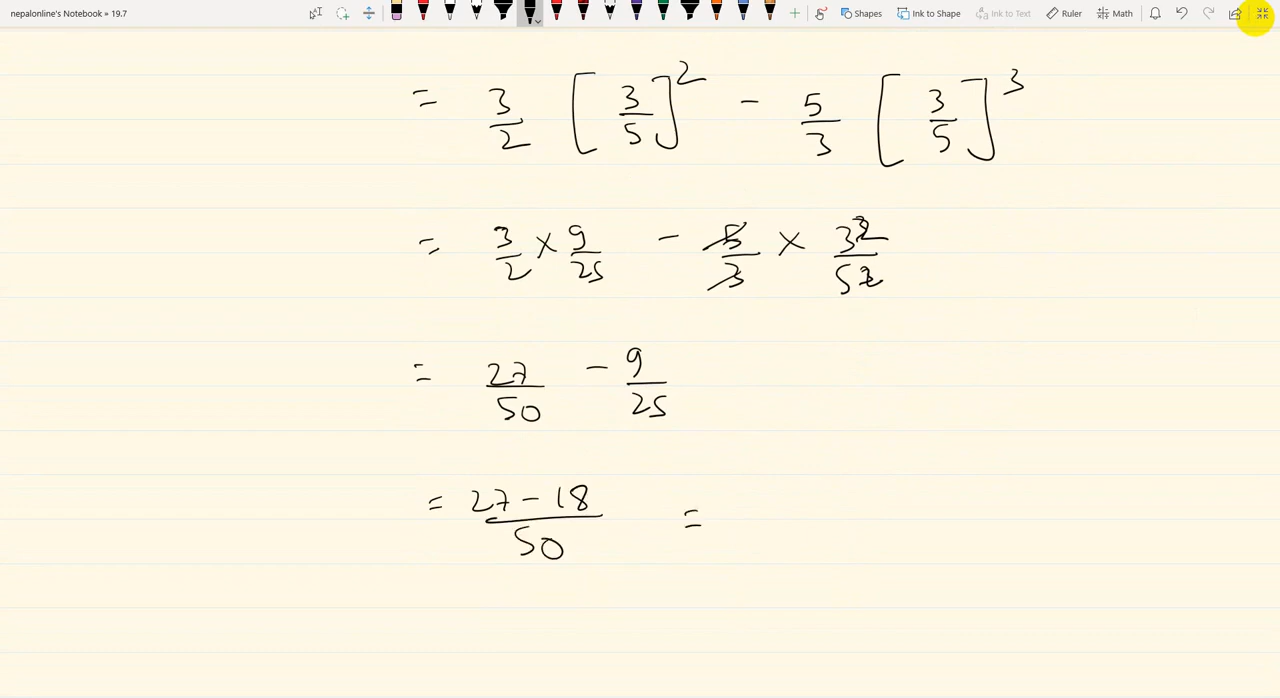 nepalonline's Notebook » 19.7
Shapes Ink to Shape Ink to Text Ruler Math
= 3/2 [3/5]^2 - 5/3 [3/5]^3
= 3/2 × 9/25 - 5/3 × 3^2/5^2
= 27/50 - 9/25
= 27-18/50 =